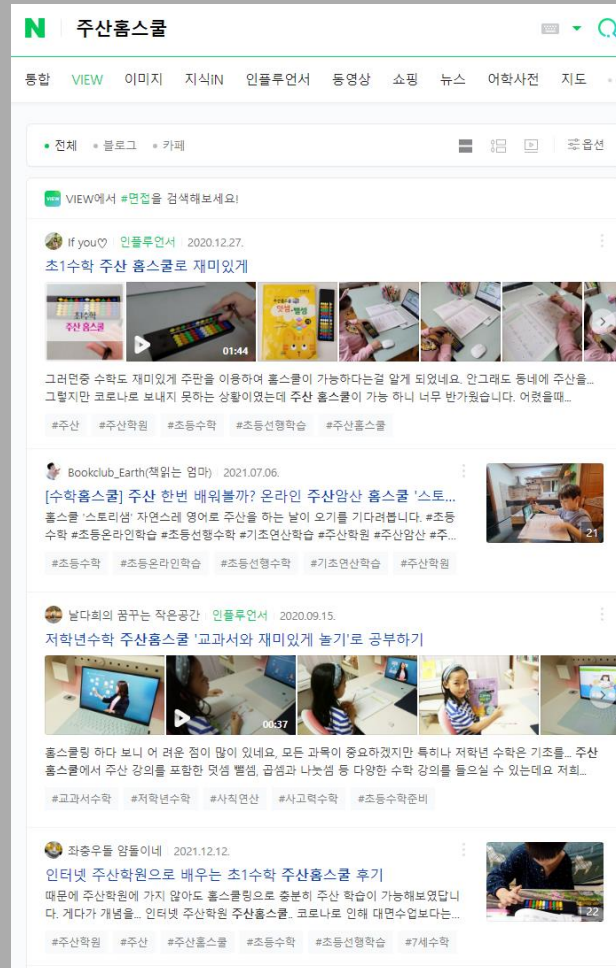 N 주산홈스쿨
통합 VIEW 이미지 지식iN 인플루언서 동영상 쇼핑 뉴스 어학사전 지도
전체 블로그 카페 옵션
VIEW에서 #면접을 검색해보세요!
If you♡ 인플루언서 2020.12.27.
초1수학 주산 홈스쿨로 재미있게
초1수학
주산 홈스쿨
01:44
덧셈·뺄셈
그러면중 수학도 재미있게 주판을 이용하여 홈스쿨이 가능하다는걸 알게 되었네요. 안그래도 동네에 주산을...
그렇지만 코로나로 보내지 못하는 상황이였는데 주산 홈스쿨이 가능 하니 너무 반가웠습니다. 어렸을때...
#주산 #주산학원 #초등수학 #초등선행학습 #주산홈스쿨
Bookclub_Earth(책읽는 엄마) 2021.07.06.
[수학홈스쿨] 주산 한번 배워볼까? 온라인 주산암산 홈스쿨 '스토...
홈스쿨 '스토리샘' 자연스레 영어로 주산을 하는 날이 오기를 기다려봅니다. #초등
수학 #초등온라인학습 #초등선행수학 #기초연산학습 #주산학원 #주산암산 #주...
21
#초등수학 #초등온라인학습 #초등선행수학 #기초연산학습 #주산학원
날다희의 꿈꾸는 작은공간 인플루언서 2020.09.15.
저학년수학 주산홈스쿨 '교과서와 재미있게 놀기'로 공부하기
00:37
홈스쿨링 하다 보니 어 려운 점이 많이 있네요, 모든 과목이 중요하겠지만 특히나 저학년 수학은 기초를... 주산
홈스쿨에서 주산 강의를 포함한 덧셈 뺄셈, 곱셈과 나눗셈 등 다양한 수학 강의를 들으실 수 있는데요 저희...
#교과서수학 #저학년수학 #사칙연산 #사고력수학 #초등수학준비
좌충우돌 얌돌이네 2021.12.12.
인터넷 주산학원으로 배우는 초1수학 주산홈스쿨 후기
때문에 주산학원에 가지 않아도 홈스쿨링으로 충분히 주산 학습이 가능해보였답니
다. 게다가 개념을... 인터넷 주산학원 주산홈스쿨.. 코로나로 인해 대면수업보다는...
22
#주산학원 #주산 #주산홈스쿨 #초등수학 #초등선행학습 #7세수학